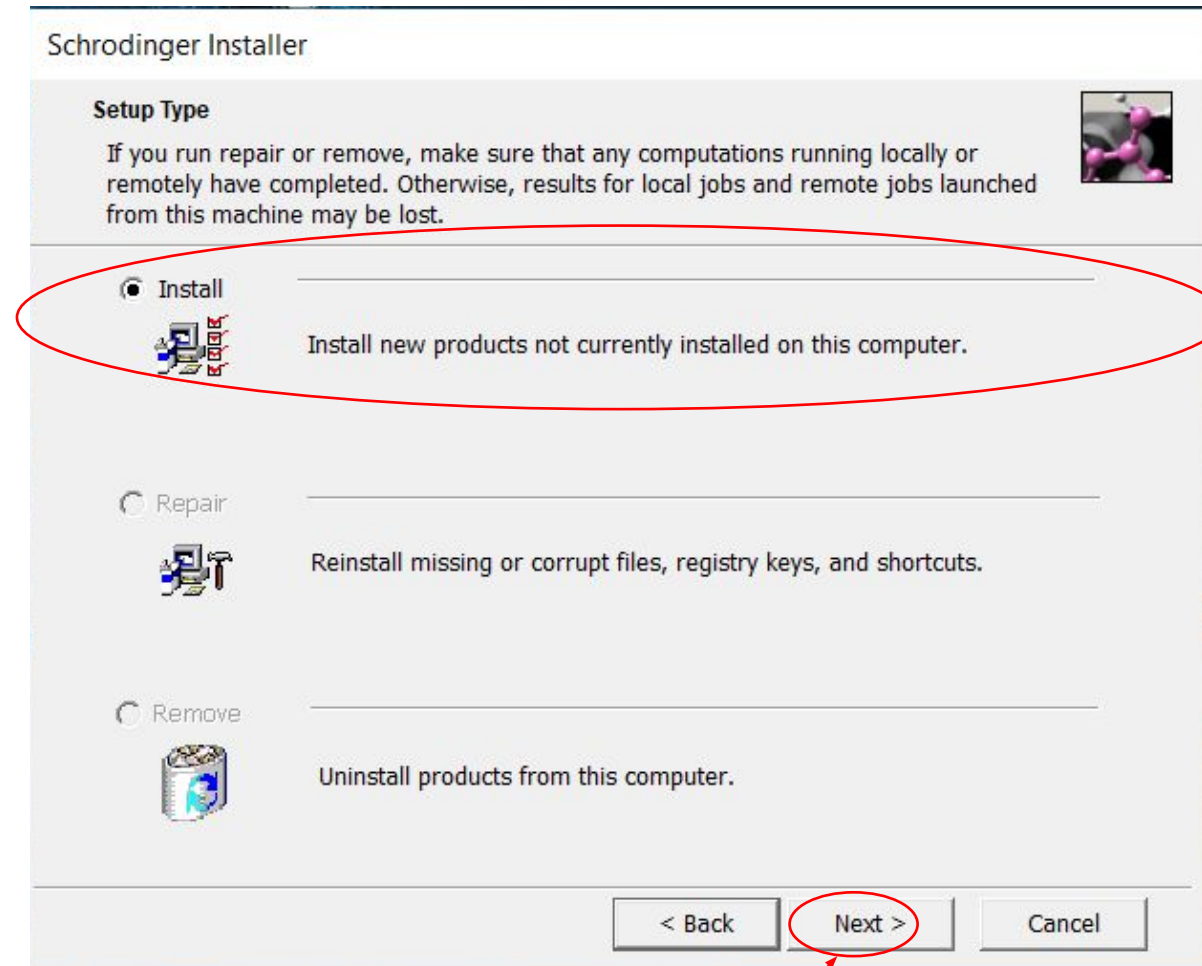 Schrodinger Installer
Setup Type
If you run repair or remove, make sure that any computations running locally or
remotely have completed. Otherwise, results for local jobs and remote jobs launched
from this machine may be lost.
Install
Install new products not currently installed on this computer.
Repair
Reinstall missing or corrupt files, registry keys, and shortcuts.
Remove
Uninstall products from this computer.
< Back Next > Cancel